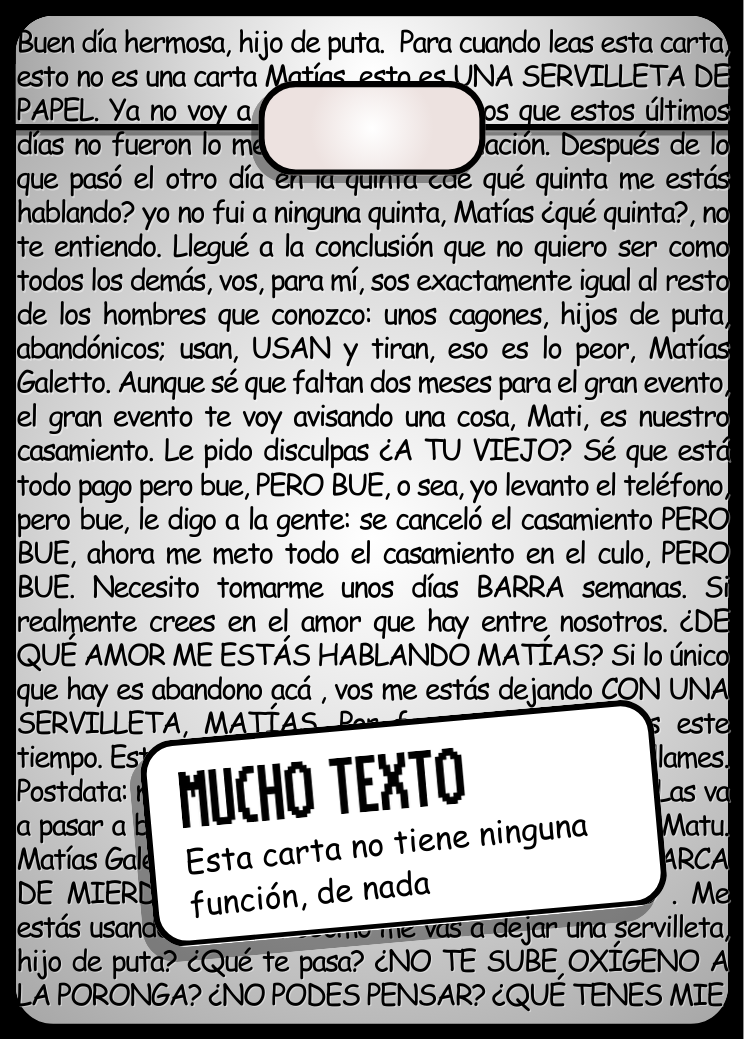 Buen día hermosa, hijo de puta. Para cuando leas esta carta,
esto no es una carta Matías, esto es UNA SERVILLETA DE
PAPEL. Ya no voy a os que estos últimos
días no fueron lo me ación. Después de lo
que pasó el otro día en la quinta ¿de qué quinta me estás
hablando? yo no fui a ninguna quinta, Matías ¿qué quinta?, no
te entiendo. Llegué a la conclusión que no quiero ser como
todos los demás, vos, para mí, sos exactamente igual al resto
de los hombres que conozco: unos cagones, hijos de puta,
abandónicos; usan, USAN y tiran, eso es lo peor, Matías
Galetto. Aunque sé que faltan dos meses para el gran evento,
el gran evento te voy avisando una cosa, Mati, es nuestro
casamiento. Le pido disculpas ¿A TU VIEJO? Sé que está
todo pago pero bue, PERO BUE, o sea, yo levanto el teléfono,
pero bue, le digo a la gente: se canceló el casamiento PERO
BUE, ahora me meto todo el casamiento en el culo, PERO
BUE. Necesito tomarme unos días BARRA semanas. Si
realmente crees en el amor que hay entre nosotros. ¿DE
QUÉ AMOR ME ESTÁS HABLANDO MATÍAS? Si lo único
que hay es abandono acá , vos me estás dejando CON UNA
SERVILLETA, MATÍAS. Por este
tiempo. Est llames.
Postdata: Las va
a pasar a b Matu.
Matías Gale ARCA
DE MIERD . Me
estás usand me vas a dejar una servilleta,
hijo de puta? ¿Qué te pasa? ¿NO TE SUBE OXÍGENO A
LA PORONGA? ¿NO PODES PENSAR? ¿QUÉ TENES MIE
MUCHO TEXTO
Esta carta no tiene ninguna
función, de nada